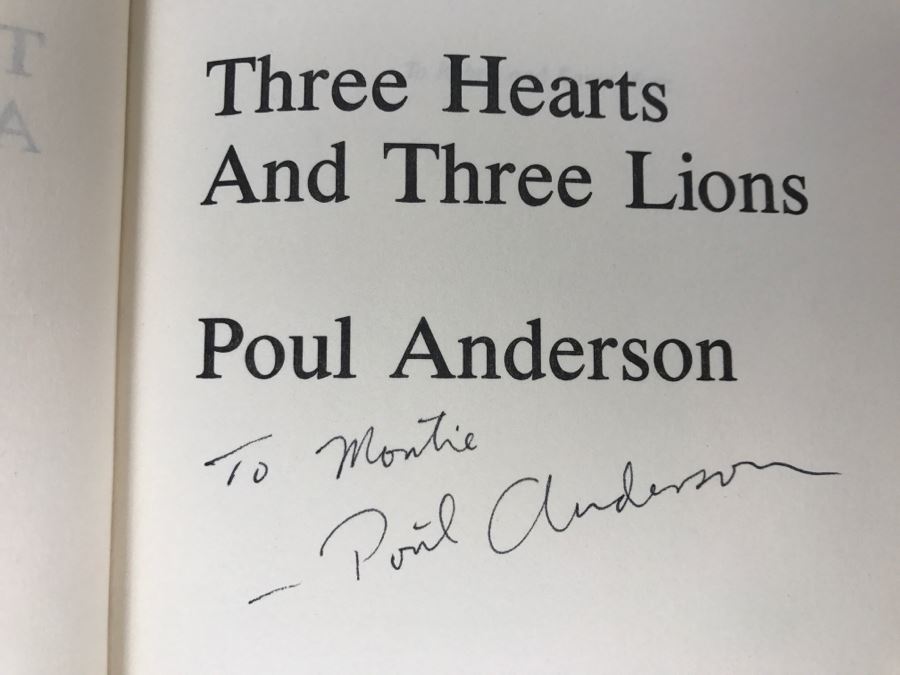 Three Hearts
And Three Lions
Poul Anderson
To Montie
— Poul Anderson